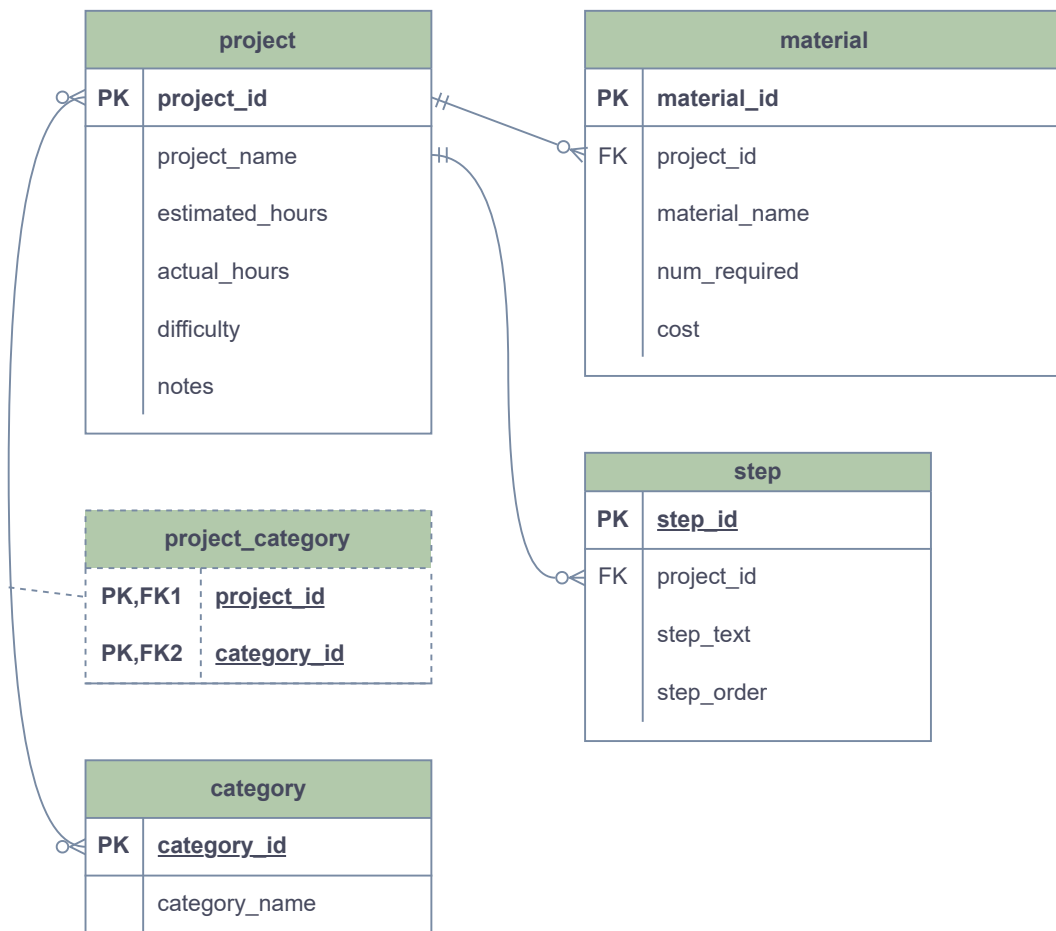 project
PK project_id
project_name
estimated_hours
actual_hours
difficulty
notes
material
PK material_id
FK project_id
material_name
num_required
cost
step
PK step_id
FK project_id
step_text
step_order
project_category
PK,FK1 project_id
PK,FK2 category_id
category
PK category_id
category_name